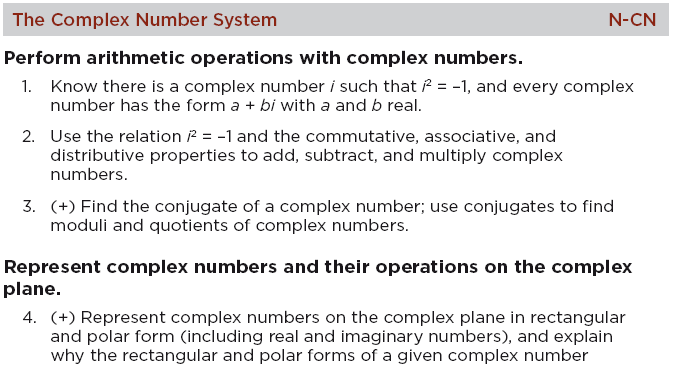 The Complex Number System N-CN
Perform arithmetic operations with complex numbers.
1. Know there is a complex number i such that i² = –1, and every complex
number has the form a + bi with a and b real.
2. Use the relation i² = –1 and the commutative, associative, and
distributive properties to add, subtract, and multiply complex
numbers.
3. (+) Find the conjugate of a complex number; use conjugates to find
moduli and quotients of complex numbers.
Represent complex numbers and their operations on the complex
plane.
4. (+) Represent complex numbers on the complex plane in rectangular
and polar form (including real and imaginary numbers), and explain
why the rectangular and polar forms of a given complex number